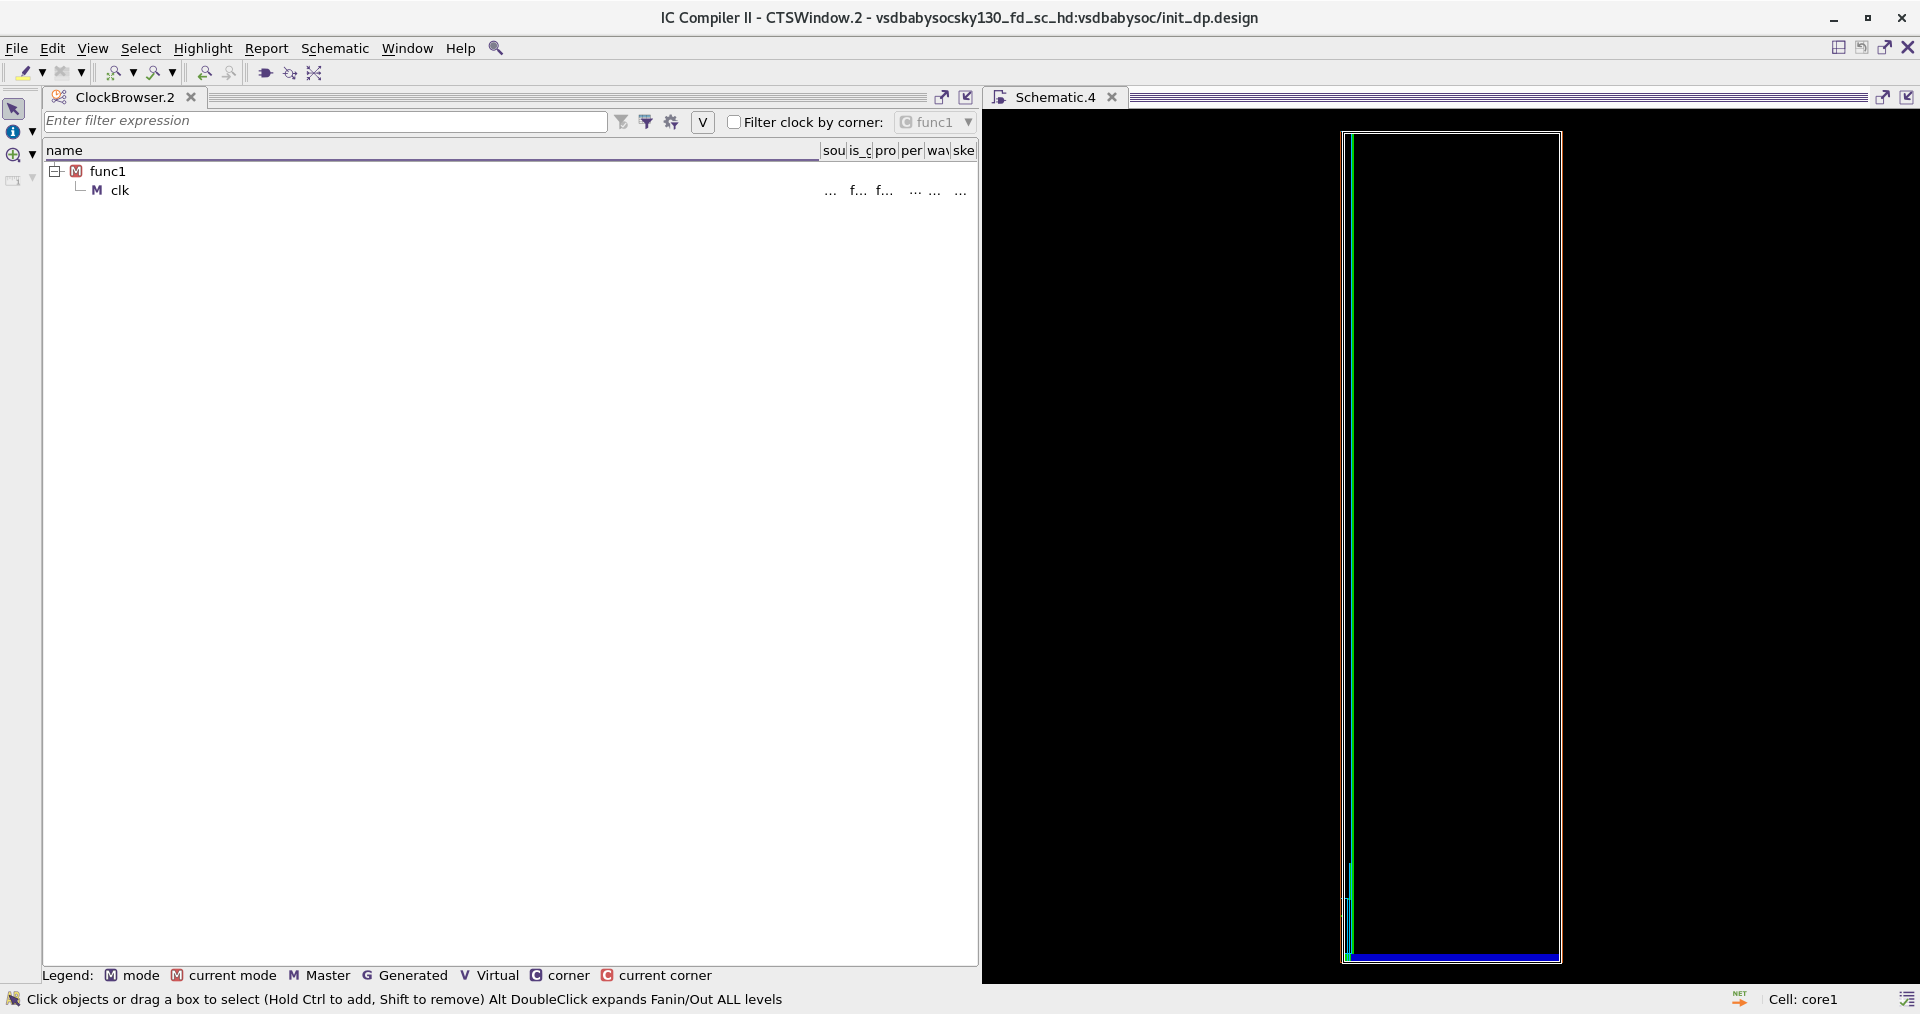 IC Compiler II - CTSWindow.2 - vsdbabysocsky130_fd_sc_hd:vsdbabysoc/init_dp.design
File Edit View Select Highlight Report Schematic Window Help
ClockBrowser.2
Schematic.4
Enter filter expression
V
Filter clock by corner:
C func1
name sou is_g pro per wav ske
M func1
M clk ... f... f... ... ... ...
Legend: M mode M current mode M Master G Generated V Virtual C corner C current corner
Click objects or drag a box to select (Hold Ctrl to add, Shift to remove) Alt DoubleClick expands Fanin/Out ALL levels
NET
Cell: core1